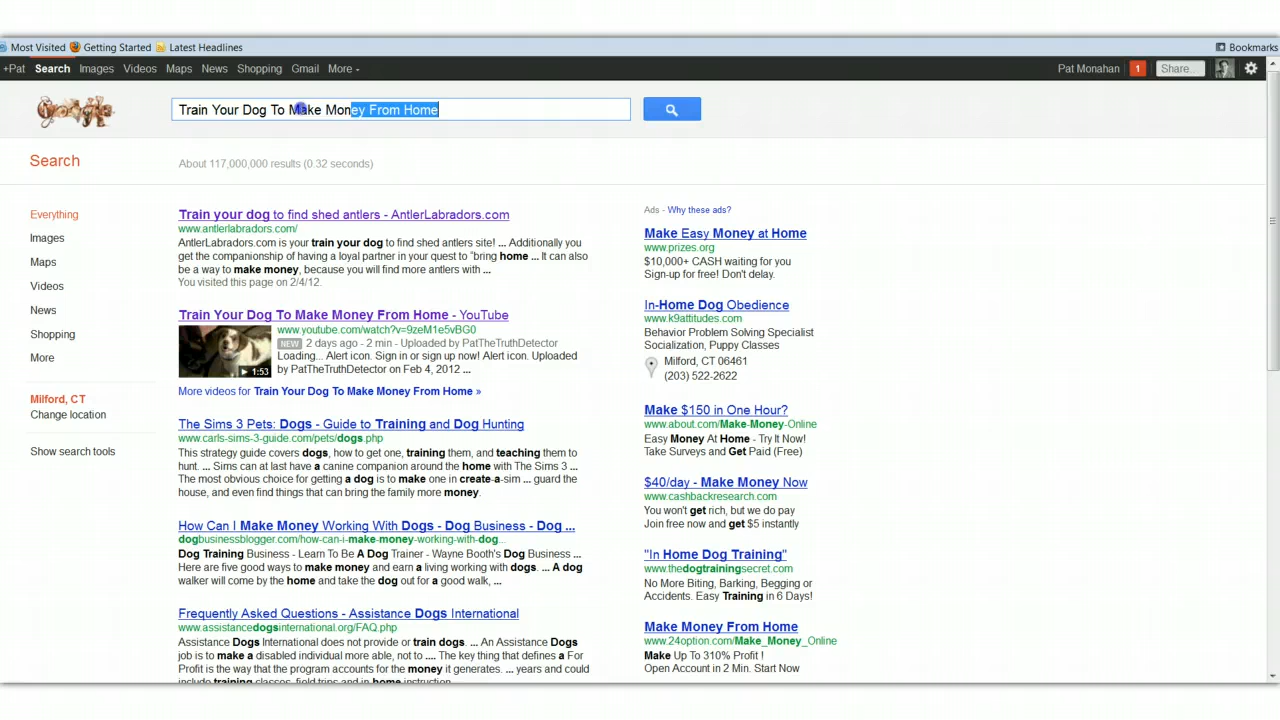 Most Visited Getting Started Latest Headlines Bookmarks
+Pat Search Images Videos Maps News Shopping Gmail More Pat Monahan 1 Share...
Google
Train Your Dog To Make Money From Home
Search
About 117,000,000 results (0.32 seconds)
Everything
Images
Maps
Videos
News
Shopping
More
Milford, CT
Change location
Show search tools
Train your dog to find shed antlers - AntlerLabradors.com
www.antlerlabradors.com/
AntlerLabradors.com is your train your dog to find shed antlers site! ... Additionally you
get the companionship of having a loyal partner in your quest to "bring home ... It can also
be a way to make money, because you will find more antlers with ...
You visited this page on 2/4/12.
Train Your Dog To Make Money From Home - YouTube
www.youtube.com/watch?v=9zeM1e5vBG0
NEW 2 days ago - 2 min - Uploaded by PatTheTruthDetector
Loading... Alert icon. Sign in or sign up now! Alert icon. Uploaded
by PatTheTruthDetector on Feb 4, 2012 ...
1:53
More videos for Train Your Dog To Make Money From Home »
The Sims 3 Pets: Dogs - Guide to Training and Dog Hunting
www.carls-sims-3-guide.com/pets/dogs.php
This strategy guide covers dogs, how to get one, training them, and teaching them to
hunt. ... Sims can at last have a canine companion around the home with The Sims 3 ...
The most obvious choice for getting a dog is to make one in create-a-sim ... guard the
house, and even find things that can bring the family more money.
How Can I Make Money Working With Dogs - Dog Business - Dog ...
dogbusinessblogger.com/how-can-i-make-money-working-with-dog...
Dog Training Business - Learn To Be A Dog Trainer - Wayne Booth's Dog Business ...
Here are five good ways to make money and earn a living working with dogs. ... A dog
walker will come by the home and take the dog out for a good walk, ...
Frequently Asked Questions - Assistance Dogs International
www.assistancedogsinternational.org/FAQ.php
Assistance Dogs International does not provide or train dogs. ... An Assistance Dogs
job is to make a disabled individual more able, not to .... The key thing that defines a For
Profit is the way that the program accounts for the money it generates. ... years and could
include training classes, field trips and in home instruction.
Ads - Why these ads?
Make Easy Money at Home
www.prizes.org
$10,000+ CASH waiting for you
Sign-up for free! Don't delay.
In-Home Dog Obedience
www.k9attitudes.com
Behavior Problem Solving Specialist
Socialization, Puppy Classes
Milford, CT 06461
(203) 522-2622
Make $150 in One Hour?
www.about.com/Make-Money-Online
Easy Money At Home - Try It Now!
Take Surveys and Get Paid (Free)
$40/day - Make Money Now
www.cashbackresearch.com
You won't get rich, but we do pay
Join free now and get $5 instantly
"In Home Dog Training"
www.thedogtrainingsecret.com
No More Biting, Barking, Begging or
Accidents. Easy Training in 6 Days!
Make Money From Home
www.24option.com/Make_Money_Online
Make Up To 310% Profit !
Open Account in 2 Min. Start Now